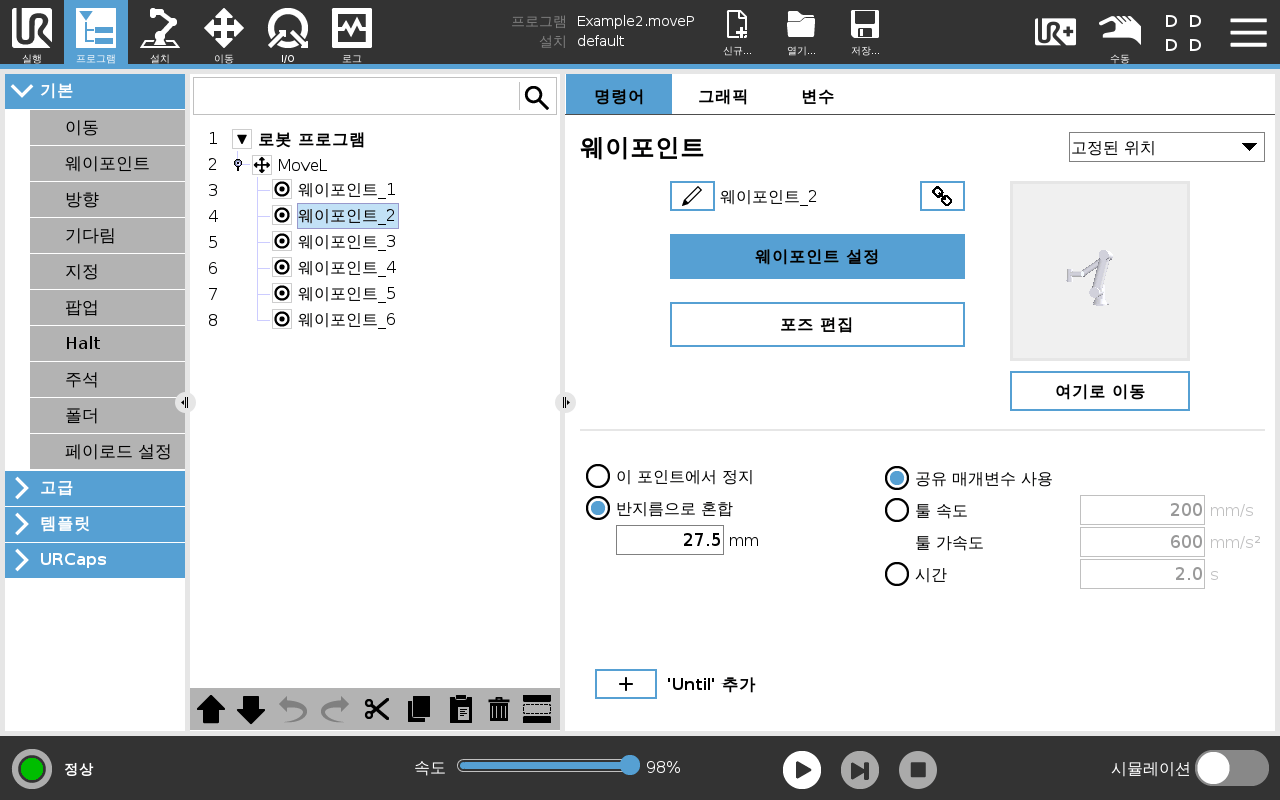 실행
프로그램
설치
이동
I/O
로그
프로그램 Example2.moveP
설치 default
신규...
열기...
저장...
UR+
수동
D D
D D
기본
이동
웨이포인트
방향
기다림
지정
팝업
Halt
주석
폴더
페이로드 설정
고급
템플릿
URCaps
1 로봇 프로그램
2 MoveL
3 웨이포인트_1
4 웨이포인트_2
5 웨이포인트_3
6 웨이포인트_4
7 웨이포인트_5
8 웨이포인트_6
명령어 그래픽 변수
웨이포인트
고정된 위치
웨이포인트_2
웨이포인트 설정
포즈 편집
여기로 이동
이 포인트에서 정지
반지름으로 혼합
27.5 mm
공유 매개변수 사용
툴 속도 200 mm/s
툴 가속도 600 mm/s²
시간 2.0 s
'Until' 추가
정상
속도 98%
시뮬레이션